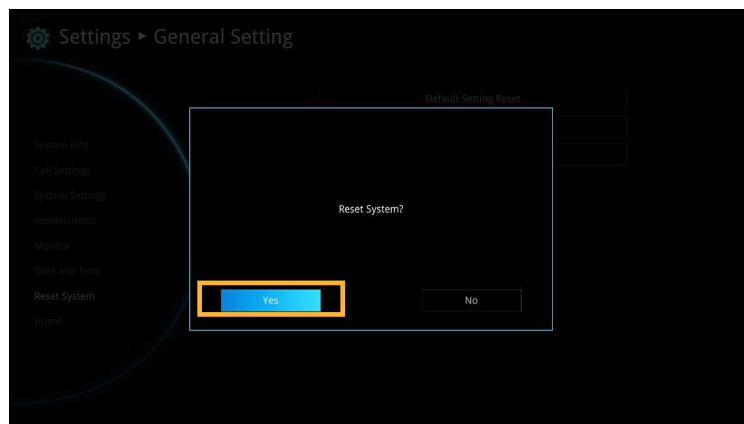 Settings ▸ General Setting
Default Setting Reset
System Info
Call Settings
System Settings
Administrator
Monitor
Date and Time
Reset System
Home
Reset System?
Yes
No